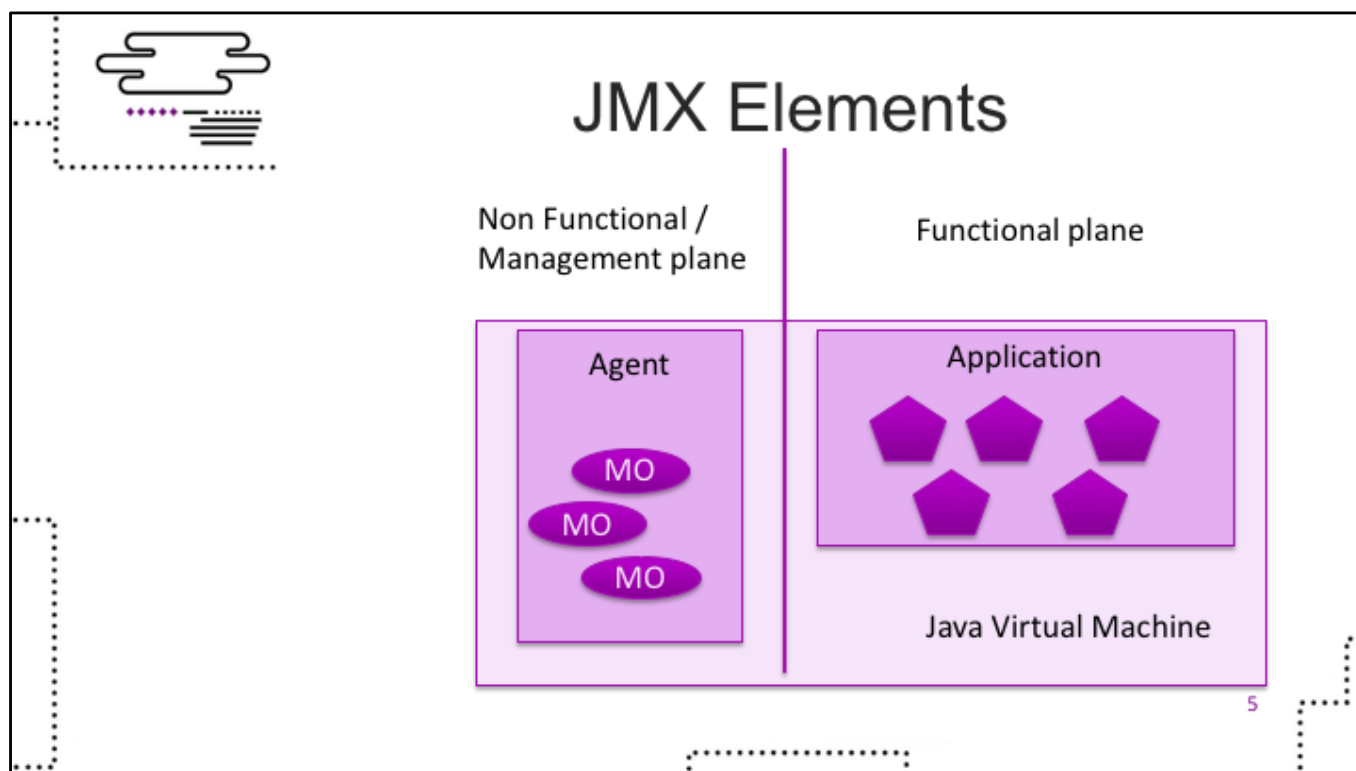 JMX Elements
Non Functional /
Management plane
Functional plane
Agent
MO
MO
MO
Application
Java Virtual Machine
5